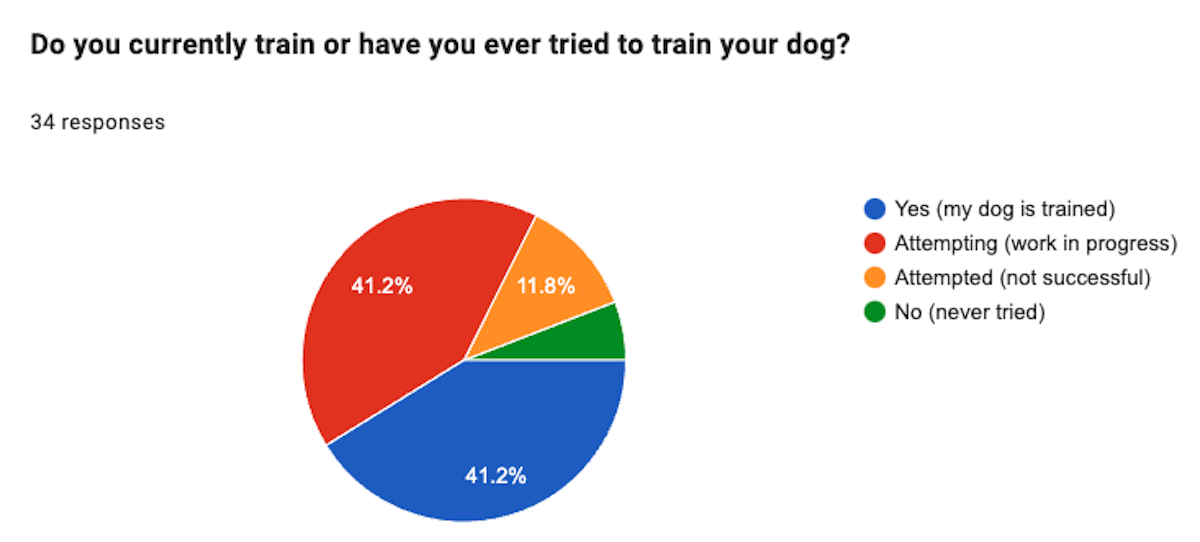 Do you currently train or have you ever tried to train your dog?
34 responses
Yes (my dog is trained)
Attempting (work in progress)
Attempted (not successful)
No (never tried)
41.2%
11.8%
41.2%